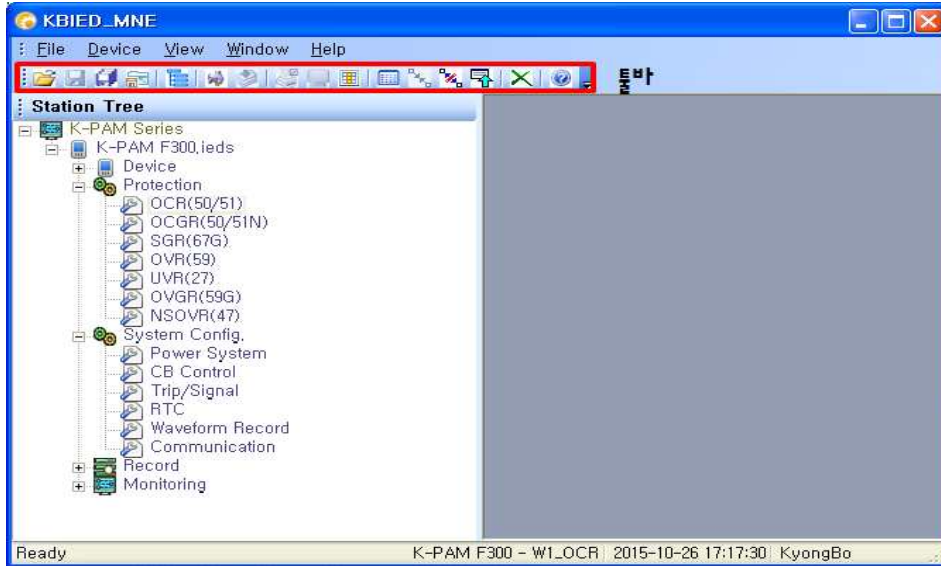 KBIED_MNE
File Device View Window Help
툴바
Station Tree
K-PAM Series
K-PAM F300.ieds
Device
Protection
OCR(50/51)
OCGR(50/51N)
SGR(67G)
OVR(59)
UVR(27)
OVGR(59G)
NSOVR(47)
System Config.
Power System
CB Control
Trip/Signal
RTC
Waveform Record
Communication
Record
Monitoring
Ready K-PAM F300 - W1_OCR 2015-10-26 17:17:30 KyongBo